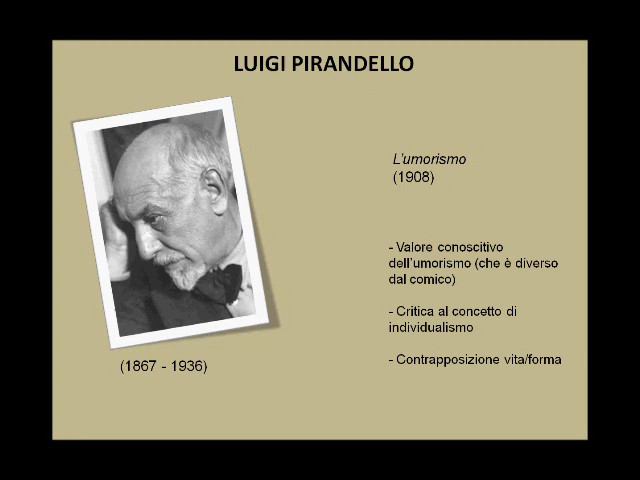 LUIGI PIRANDELLO
L'umorismo
(1908)
- Valore conoscitivo
dell'umorismo (che è diverso
dal comico)
- Critica al concetto di
individualismo
- Contrapposizione vita/forma
(1867 - 1936)